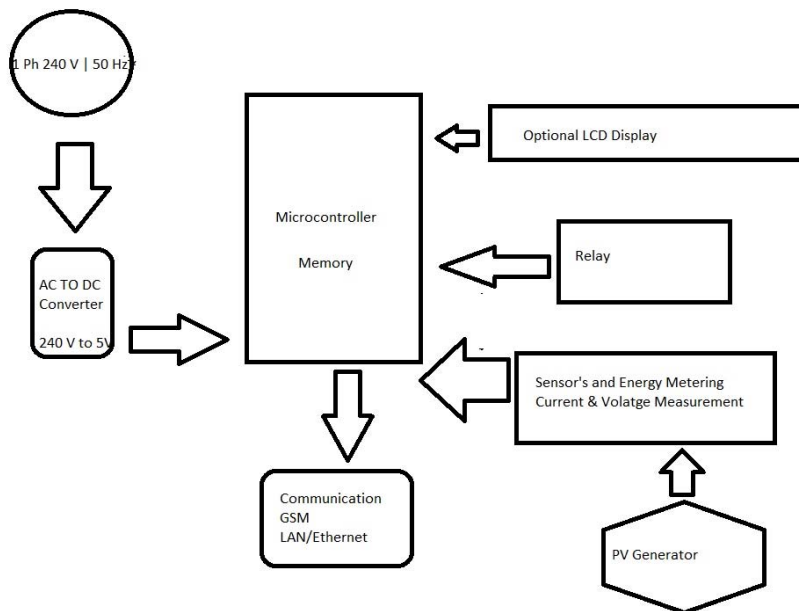 1 Ph 240 V | 50 Hz
Optional LCD Display
Microcontroller
Memory
Relay
AC TO DC
Converter
240 V to 5V
Sensor's and Energy Metering
Current & Volatge Measurement
Communication
GSM
LAN/Ethernet
PV Generator